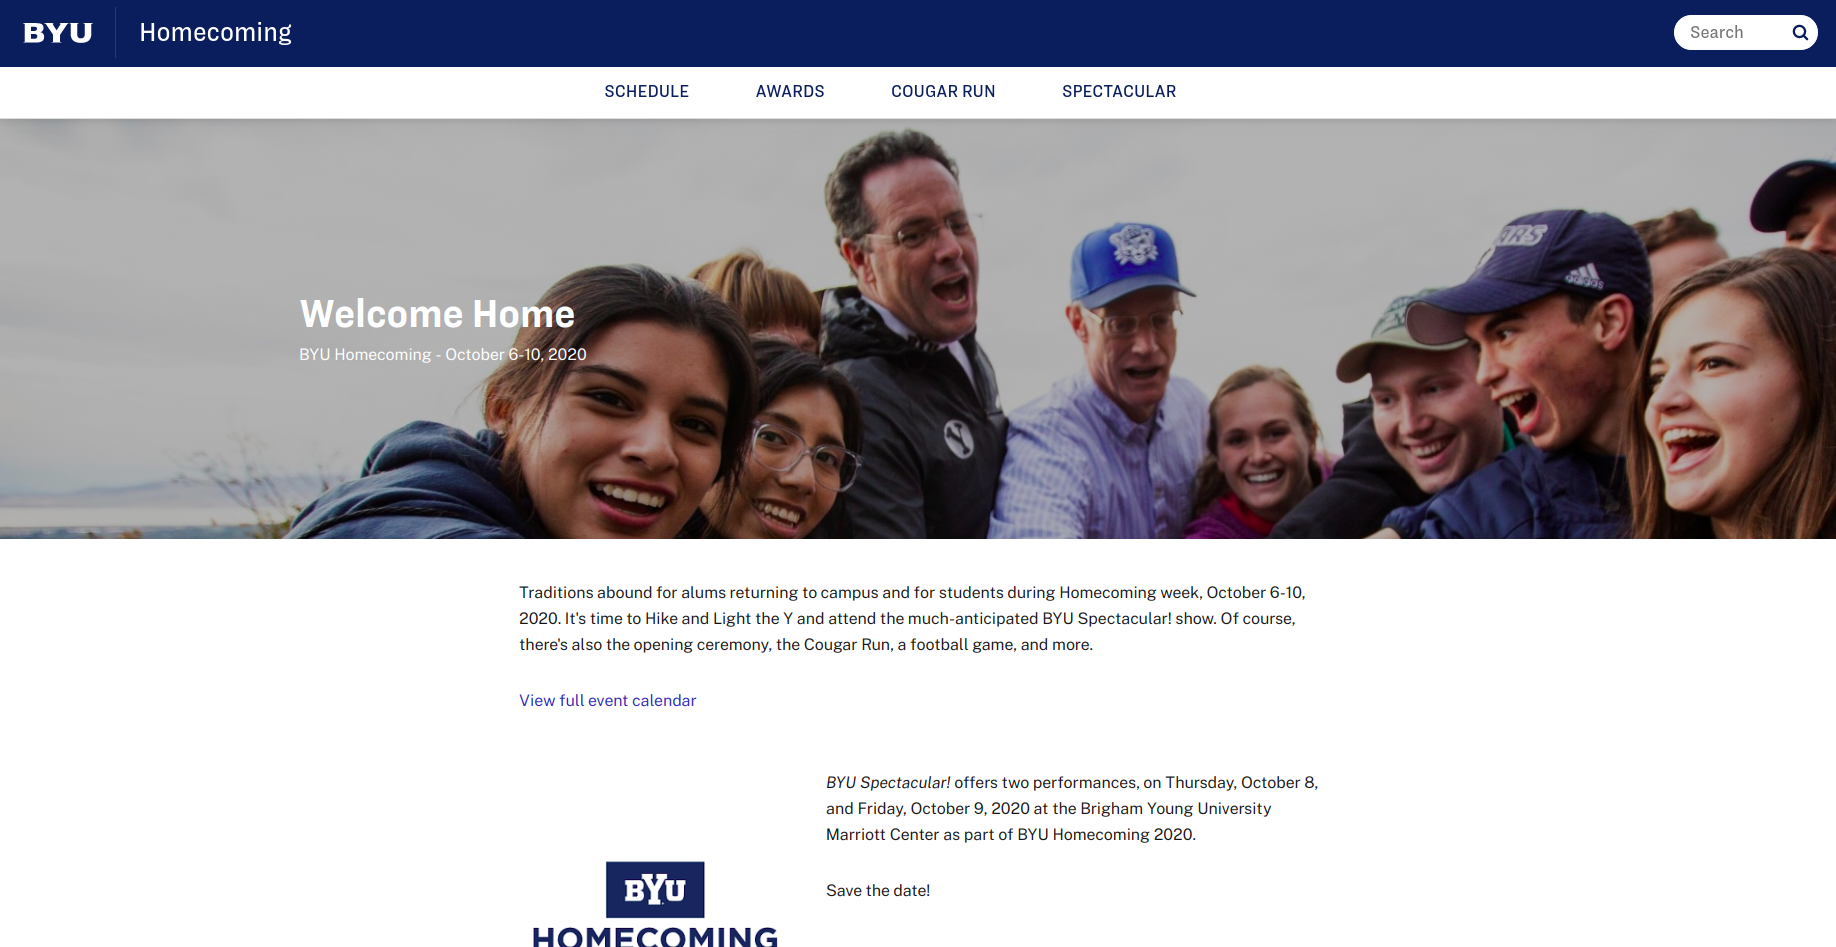 BYU Homecoming Search
SCHEDULE AWARDS COUGAR RUN SPECTACULAR
Welcome Home
BYU Homecoming - October 6-10, 2020
adidas
Traditions abound for alums returning to campus and for students during Homecoming week, October 6-10,
2020. It's time to Hike and Light the Y and attend the much-anticipated BYU Spectacular! show. Of course,
there's also the opening ceremony, the Cougar Run, a football game, and more.
View full event calendar
BYU Spectacular! offers two performances, on Thursday, October 8,
and Friday, October 9, 2020 at the Brigham Young University
Marriott Center as part of BYU Homecoming 2020.
Save the date!
BYU
HOMECOMING